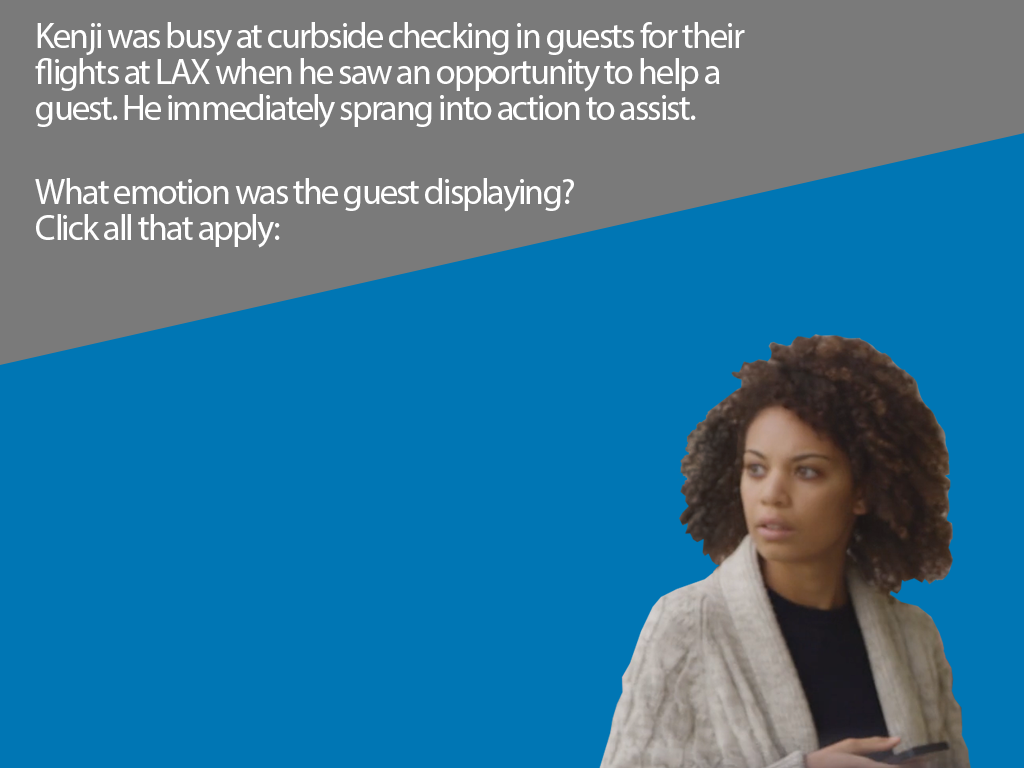 Kenji was busy at curbside checking in guests for their
flights at LAX when he saw an opportunity to help a
guest. He immediately sprang into action to assist.
What emotion was the guest displaying?
Click all that apply: